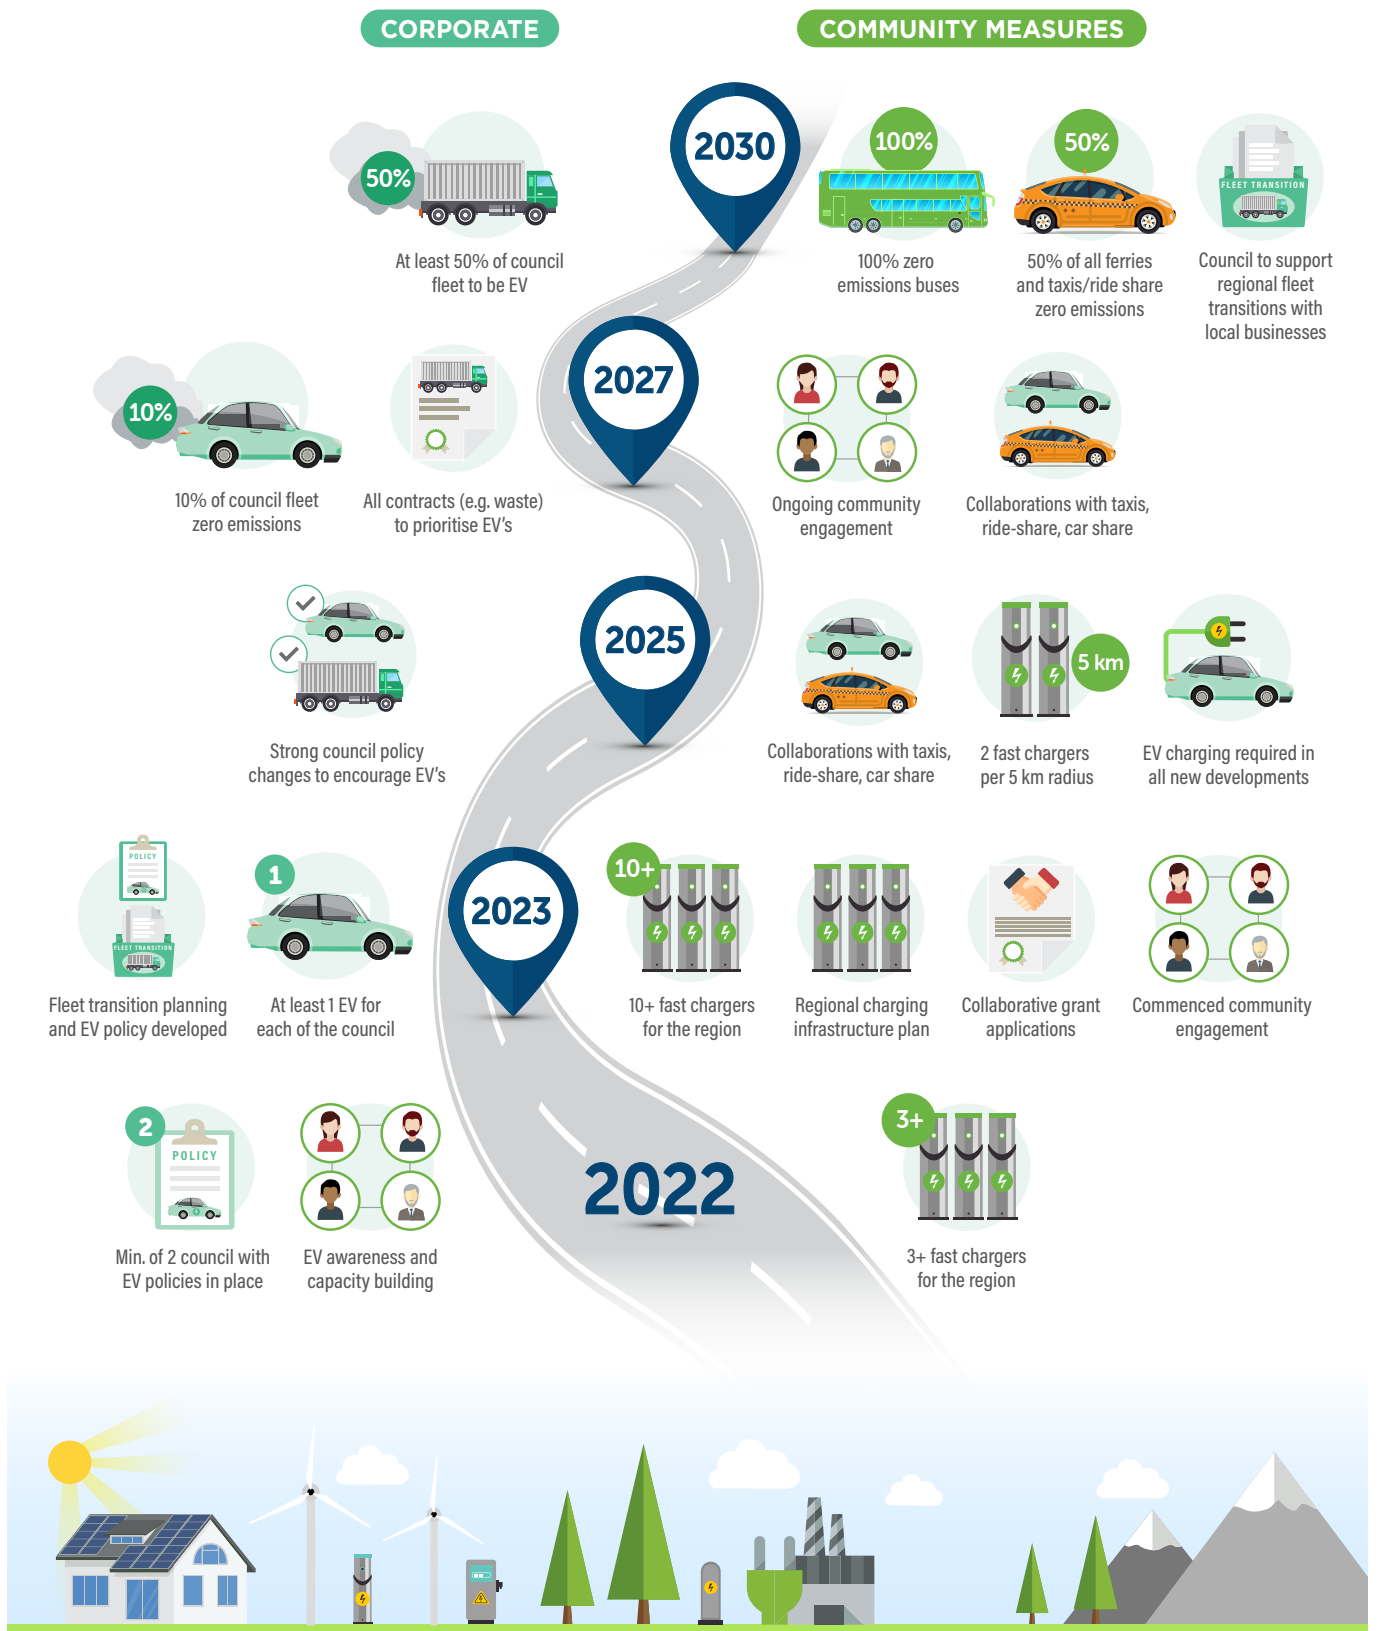 CORPORATE
COMMUNITY MEASURES
2030
50%
At least 50% of council
fleet to be EV
100%
100% zero
emissions buses
50%
50% of all ferries
and taxis/ride share
zero emissions
FLEET TRANSITION
Council to support
regional fleet
transitions with
local businesses
2027
10%
10% of council fleet
zero emissions
All contracts (e.g. waste)
to prioritise EV's
Ongoing community
engagement
Collaborations with taxis,
ride-share, car share
2025
Strong council policy
changes to encourage EV's
Collaborations with taxis,
ride-share, car share
5 km
2 fast chargers
per 5 km radius
EV charging required in
all new developments
2023
POLICY
FLEET TRANSITION
Fleet transition planning
and EV policy developed
1
At least 1 EV for
each of the council
10+
10+ fast chargers
for the region
Regional charging
infrastructure plan
Collaborative grant
applications
Commenced community
engagement
2022
2
POLICY
Min. of 2 council with
EV policies in place
EV awareness and
capacity building
3+
3+ fast chargers
for the region